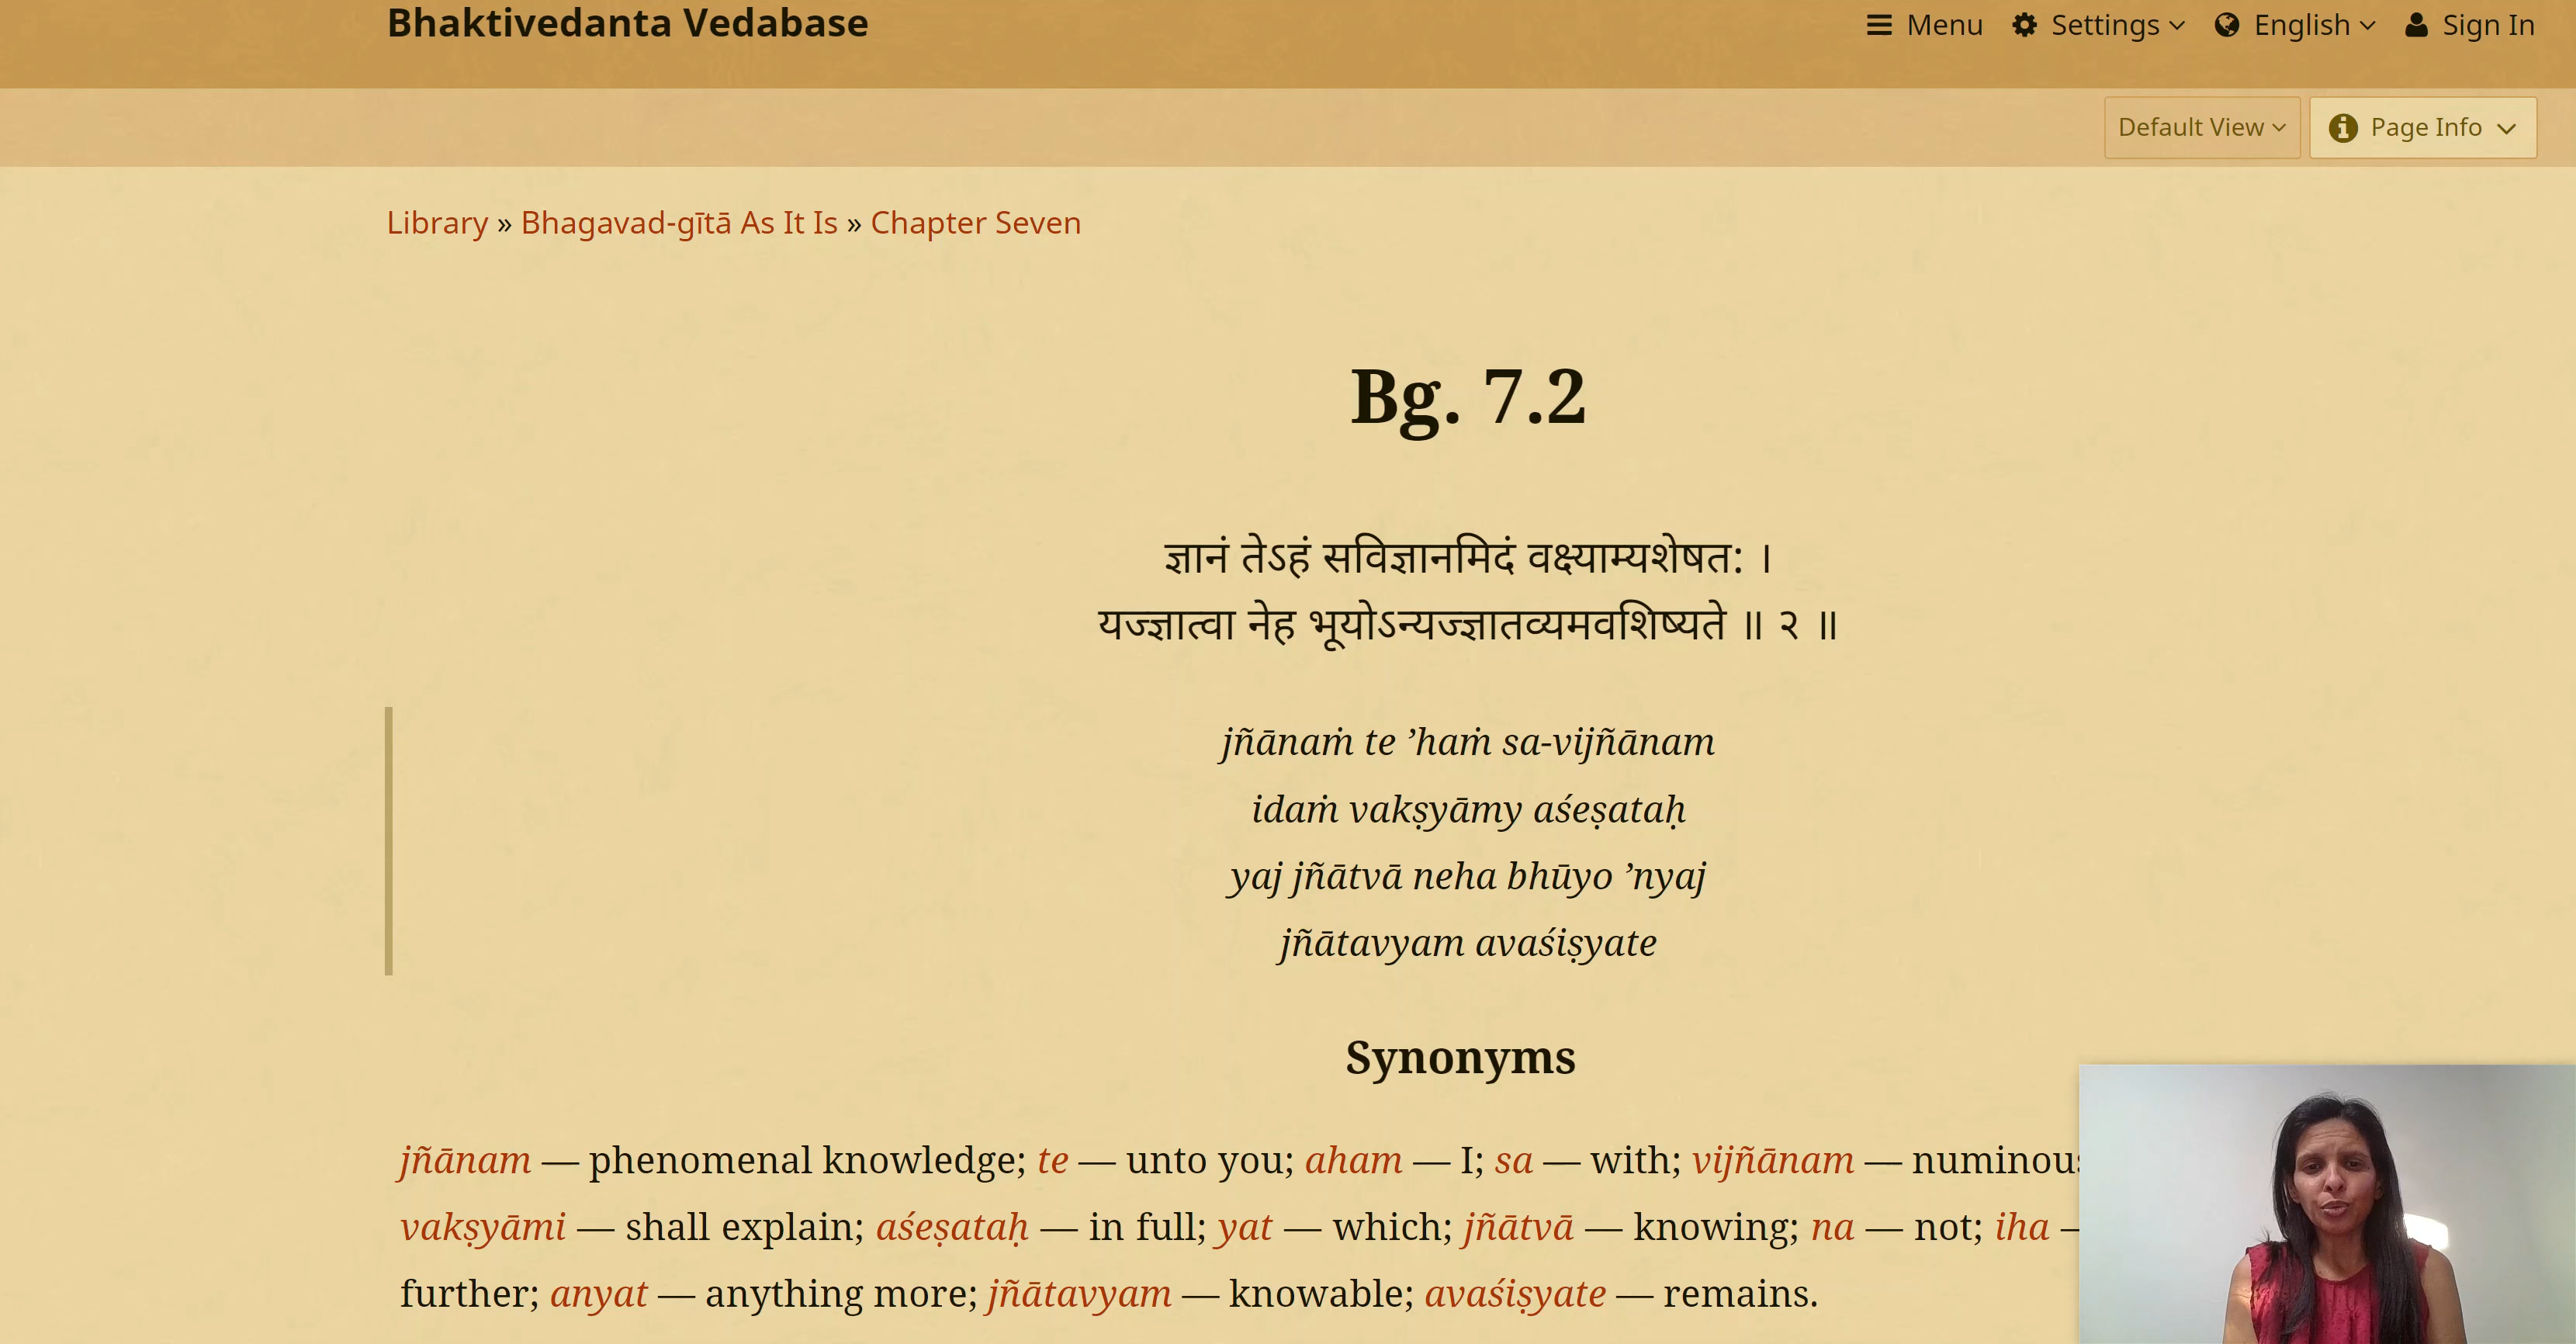 Bhaktivedanta Vedabase
Menu Settings English Sign In
Default View Page Info
Library » Bhagavad-gītā As It Is » Chapter Seven
Bg. 7.2
ज्ञानं तेऽहं सविज्ञानमिदं वक्ष्याम्यशेषत: ।
यज्ज्ञात्वा नेह भूयोऽन्यज्ज्ञातव्यमवशिष्यते ॥ २ ॥
jñānaṁ te ’haṁ sa-vijñānam
idaṁ vakṣyāmy aśeṣataḥ
yaj jñātvā neha bhūyo ’nyaj
jñātavyam avaśiṣyate
Synonyms
jñānam — phenomenal knowledge; te — unto you; aham — I; sa — with; vijñānam — numinous
vakṣyāmi — shall explain; aśeṣataḥ — in full; yat — which; jñātvā — knowing; na — not; iha —
further; anyat — anything more; jñātavyam — knowable; avaśiṣyate — remains.